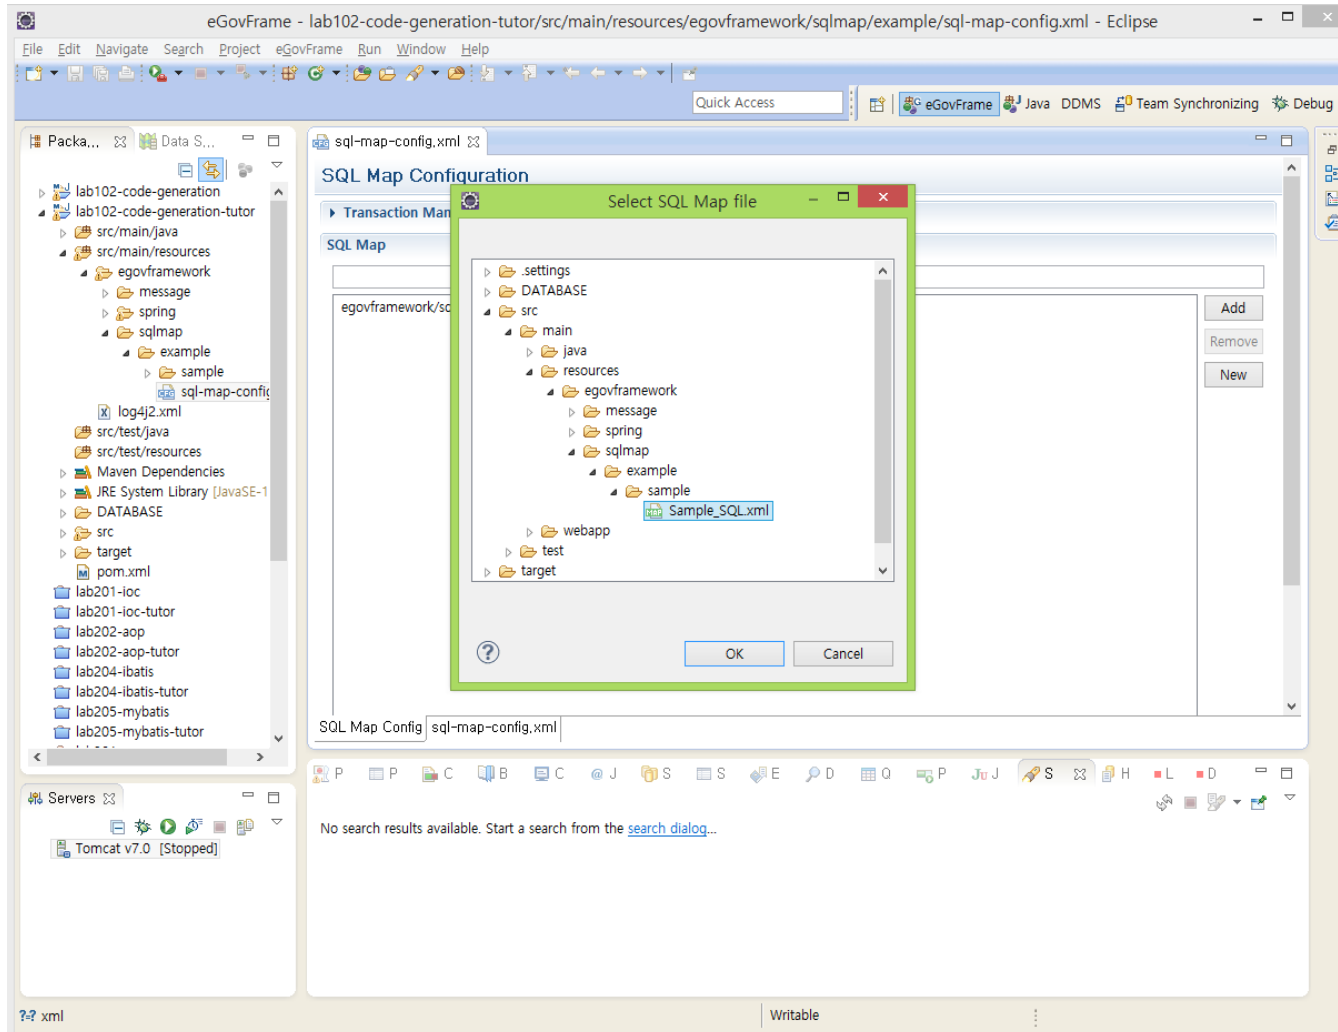 eGovFrame - lab102-code-generation-tutor/src/main/resources/egovframework/sqlmap/example/sql-map-config.xml - Eclipse
File Edit Navigate Search Project eGovFrame Run Window Help
Quick Access
eGovFrame Java DDMS Team Synchronizing Debug
Packa... Data S...
lab102-code-generation
lab102-code-generation-tutor
src/main/java
src/main/resources
egovframework
message
spring
sqlmap
example
sample
sql-map-config
log4j2.xml
src/test/java
src/test/resources
Maven Dependencies
JRE System Library [JavaSE-1
DATABASE
src
target
pom.xml
lab201-ioc
lab201-ioc-tutor
lab202-aop
lab202-aop-tutor
lab204-ibatis
lab204-ibatis-tutor
lab205-mybatis
lab205-mybatis-tutor
sql-map-config.xml
SQL Map Configuration
Transaction Man
SQL Map
egovframework/sq
Add
Remove
New
Select SQL Map file
.settings
DATABASE
src
main
java
resources
egovframework
message
spring
sqlmap
example
sample
Sample_SQL.xml
webapp
test
target
OK Cancel
SQL Map Config sql-map-config.xml
P P C B C @ J S S E D Q P Ju J S H L D
No search results available. Start a search from the search dialog...
Servers
Tomcat v7.0 [Stopped]
?-? xml
Writable